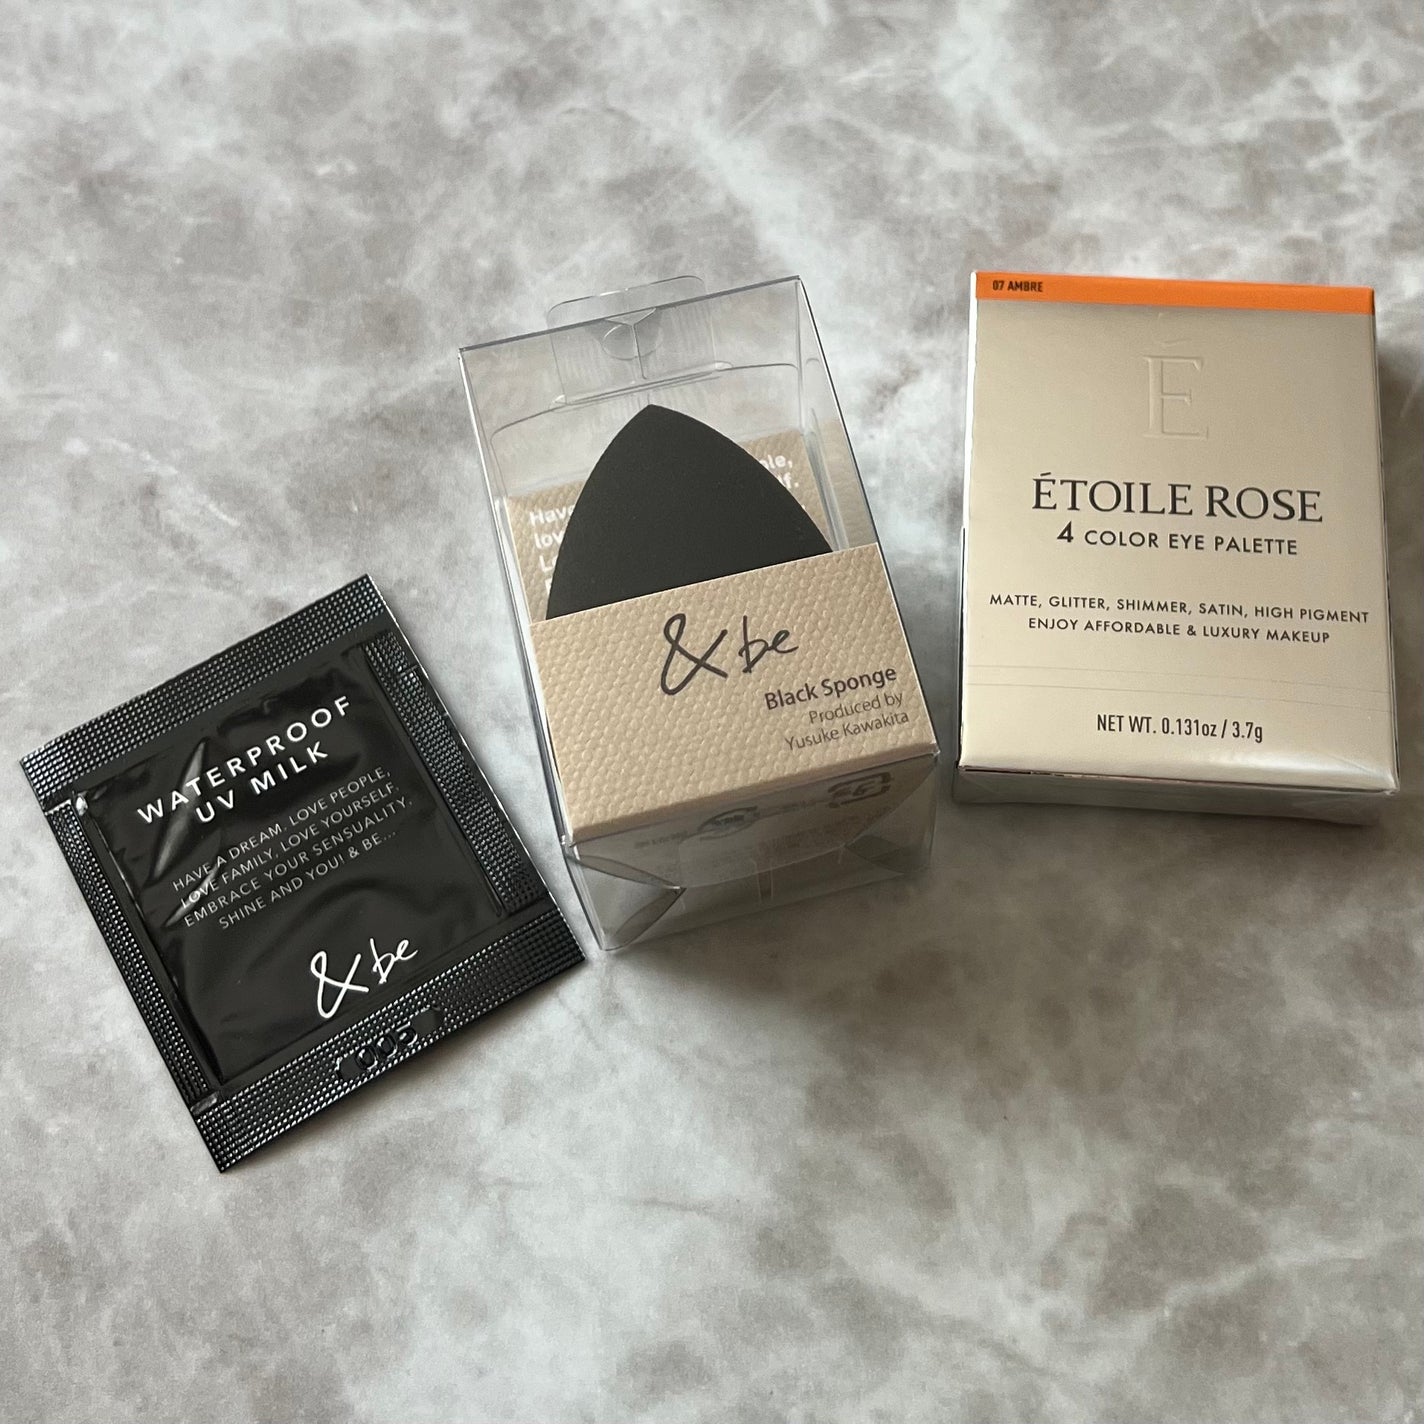 WATERPROOF
UV MILK
HAVE A DREAM. LOVE PEOPLE,
LOVE FAMILY, LOVE YOURSELF.
EMBRACE YOUR SENSUALITY,
SHINE AND YOU! & BE...
& be
005
Have
& be
Black Sponge
Produced by
Yusuke Kawakita
07 AMBRE
É
ÉTOILE ROSE
4 COLOR EYE PALETTE
MATTE, GLITTER, SHIMMER, SATIN, HIGH PIGMENT
ENJOY AFFORDABLE & LUXURY MAKEUP
NET WT. 0.131oz / 3.7g